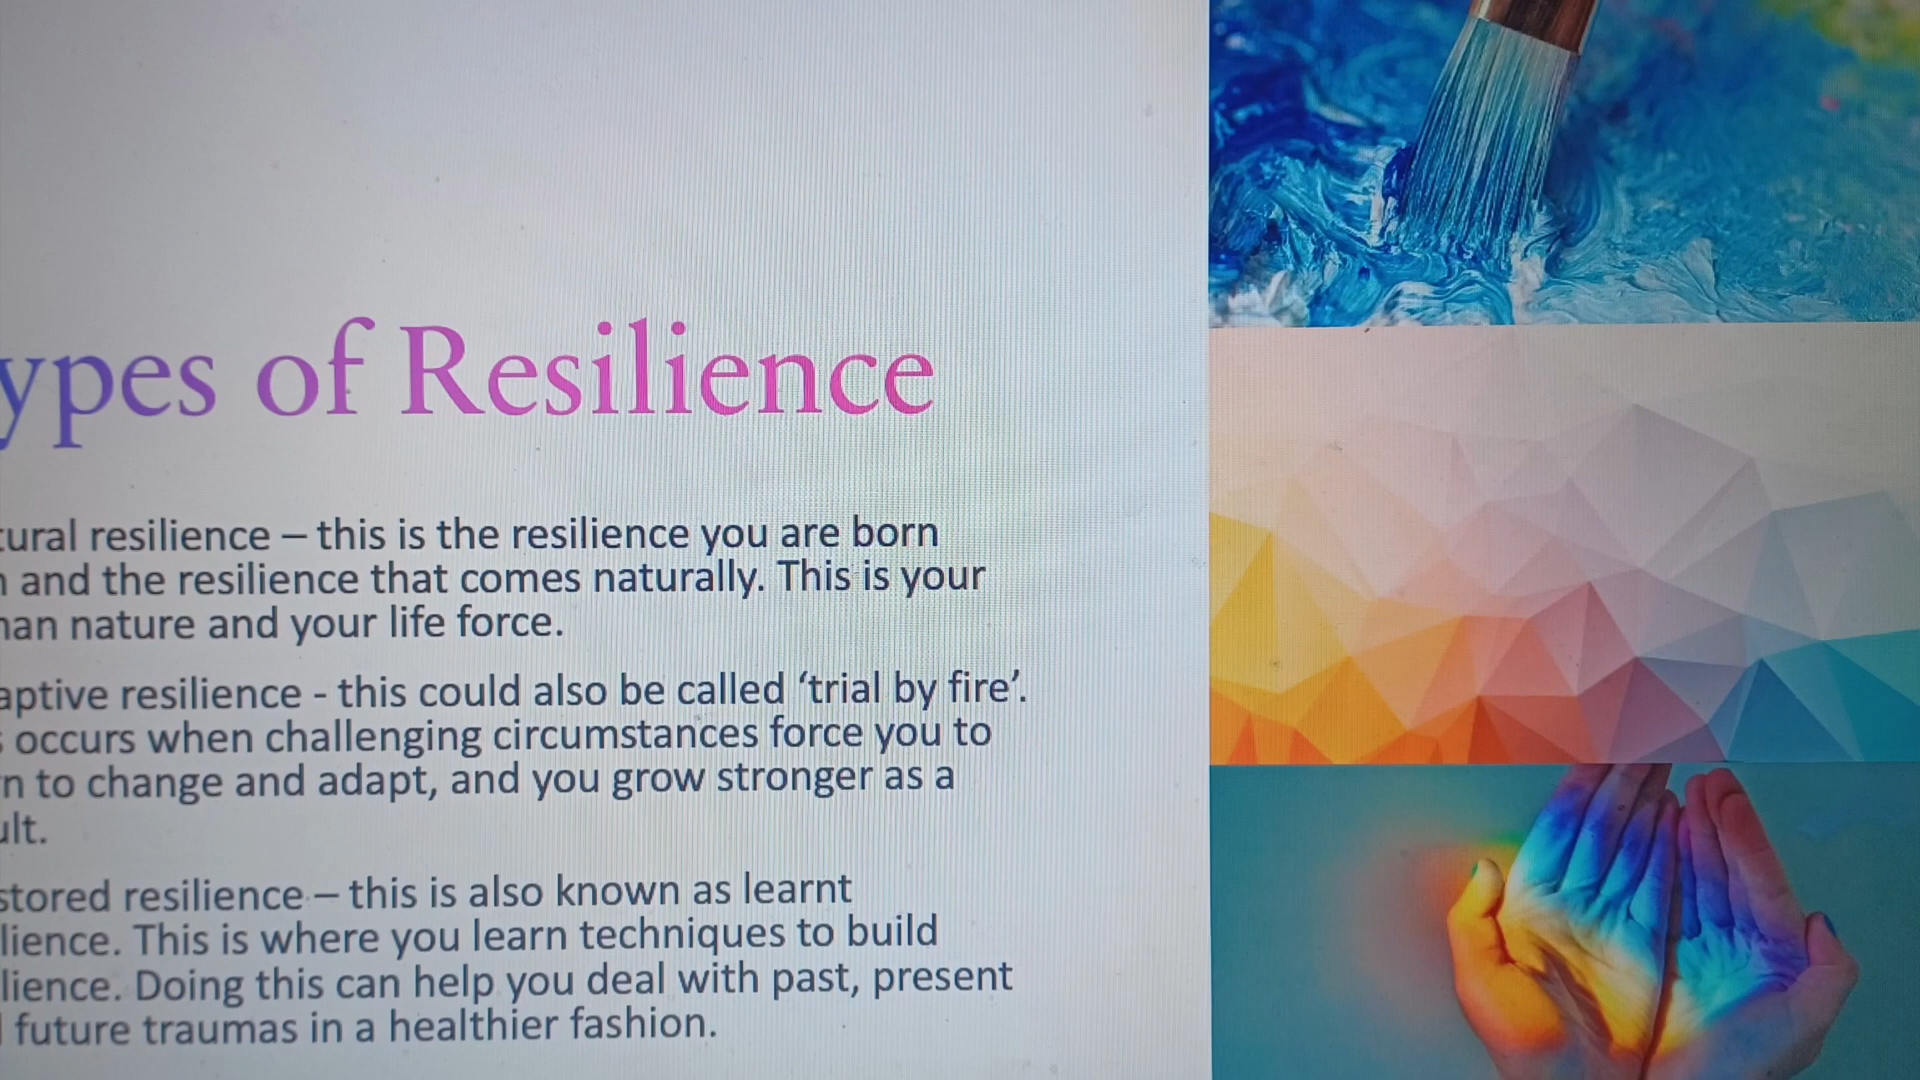 ypes of Resilience
tural resilience – this is the resilience you are born
and the resilience that comes naturally. This is your
man nature and your life force.
aptive resilience - this could also be called ‘trial by fire’.
s occurs when challenging circumstances force you to
n to change and adapt, and you grow stronger as a
ult.
stored resilience – this is also known as learnt
lience. This is where you learn techniques to build
lience. Doing this can help you deal with past, present
future traumas in a healthier fashion.